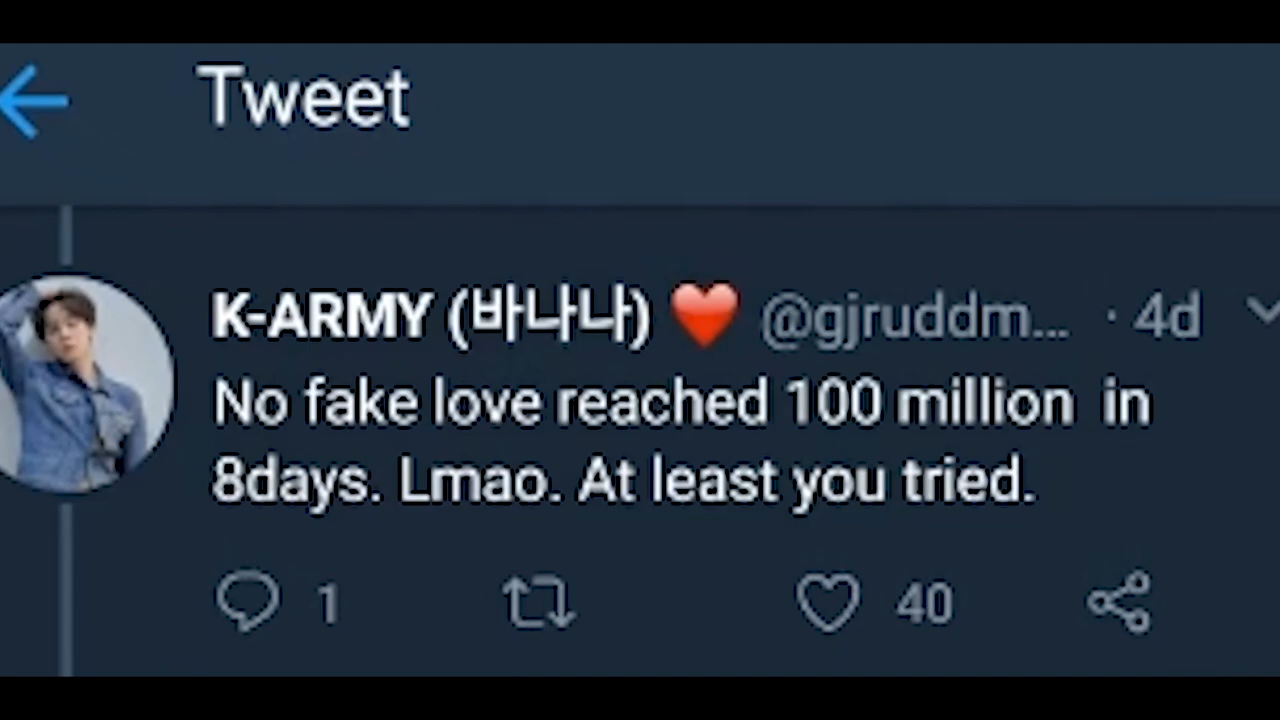 Tweet
K-ARMY (바나나) ❤️ @gjruddm... · 4d
No fake love reached 100 million in
8days. Lmao. At least you tried.
1 40